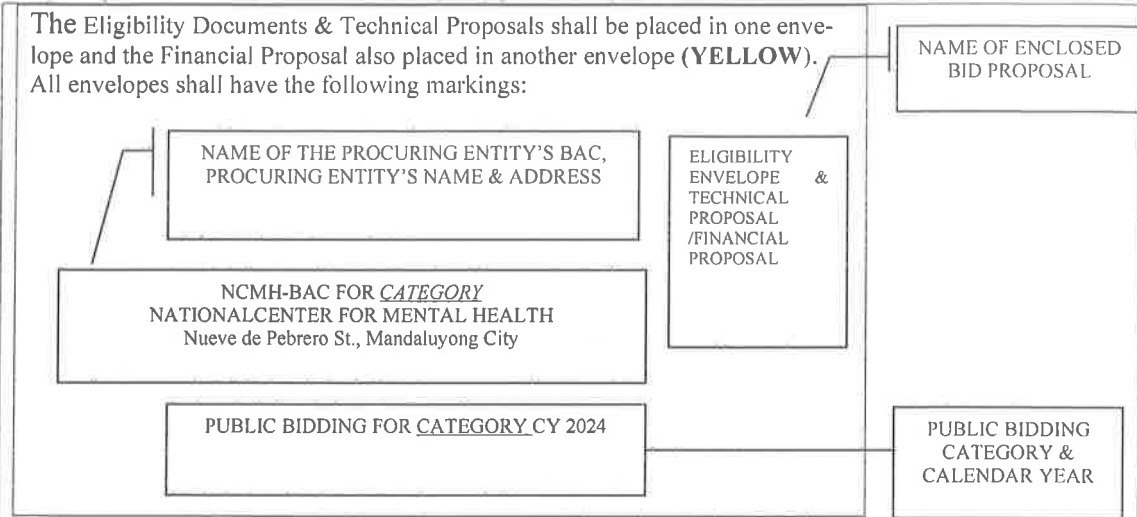 The Eligibility Documents & Technical Proposals shall be placed in one enve-
lope and the Financial Proposal also placed in another envelope (YELLOW).
All envelopes shall have the following markings:
NAME OF ENCLOSED
BID PROPOSAL
NAME OF THE PROCURING ENTITY'S BAC,
PROCURING ENTITY'S NAME & ADDRESS
ELIGIBILITY
ENVELOPE &
TECHNICAL
PROPOSAL
/FINANCIAL
PROPOSAL
NCMH-BAC FOR CATEGORY
NATIONALCENTER FOR MENTAL HEALTH
Nueve de Pebrero St., Mandaluyong City
PUBLIC BIDDING FOR CATEGORY CY 2024
PUBLIC BIDDING
CATEGORY &
CALENDAR YEAR